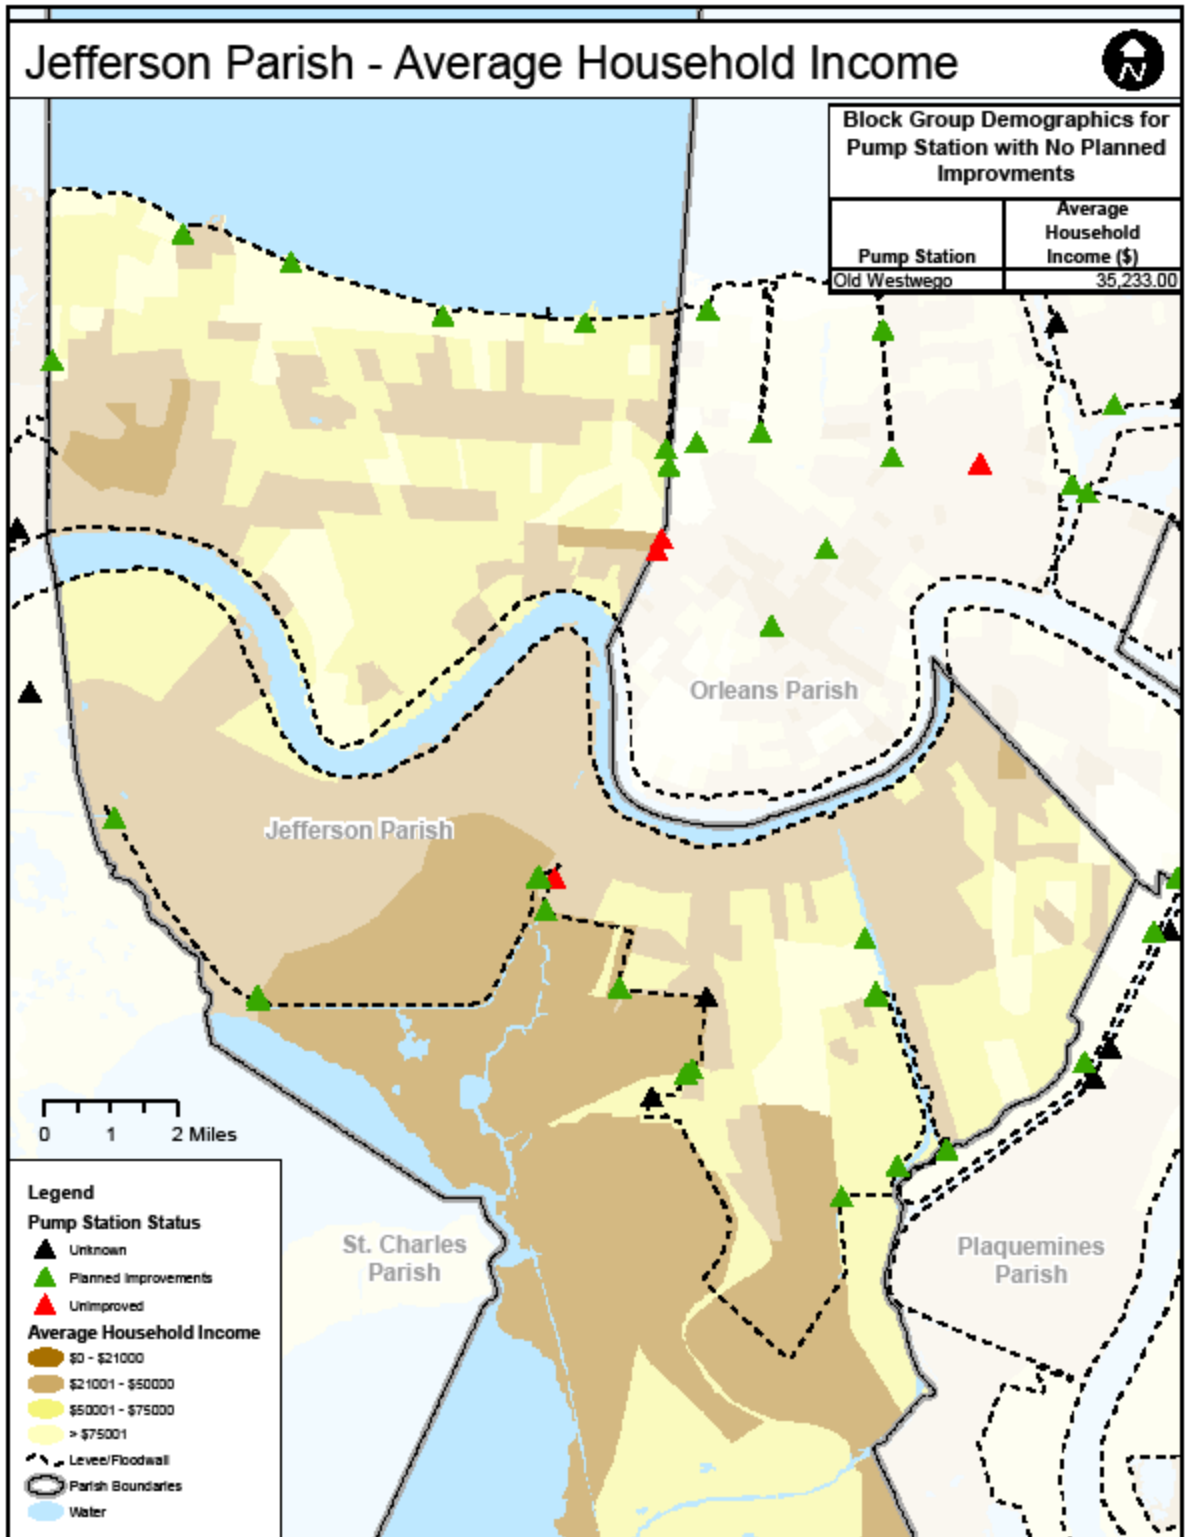 Jefferson Parish - Average Household Income
N
Block Group Demographics for
Pump Station with No Planned
Improvments
Pump Station
Average
Household
Income ($)
Old Westwego 35,233.00
Orleans Parish
Jefferson Parish
St. Charles
Parish
Plaquemines
Parish
0 1 2 Miles
Legend
Pump Station Status
Unknown
Planned Improvements
Unimproved
Average Household Income
$0 - $21000
$21001 - $50000
$50001 - $75000
> $75001
Levee/Floodwall
Parish Boundaries
Water